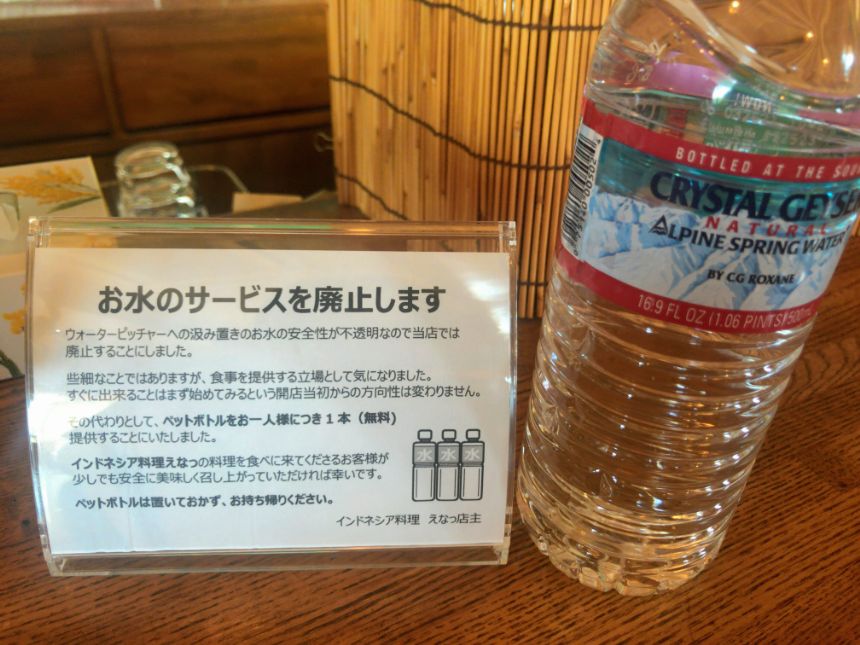 お水のサービスを廃止します
ウォーターピッチャーへの汲み置きのお水の安全性が不透明なので当店では
廃止することにしました。
些細なことではありますが、食事を提供する立場として気になりました。
すぐに出来ることはまず始めてみるという開店当初からの方向性は変わりません。
その代わりとして、ペットボトルをお一人様につき1本（無料）
提供することにいたしました。
インドネシア料理えなっの料理を食べに来てくださるお客様が
少しでも安全に美味しく召し上がっていただければ幸いです。
ペットボトルは置いておかず、お持ち帰りください。
水 水 水
インドネシア料理 えなっ店主
BOTTLED AT THE
CRYSTAL
NATURAL
ALPINE SPRING WATER
BY CG ROXANE
16.9 FL OZ (1.06 PINTS) 500mL